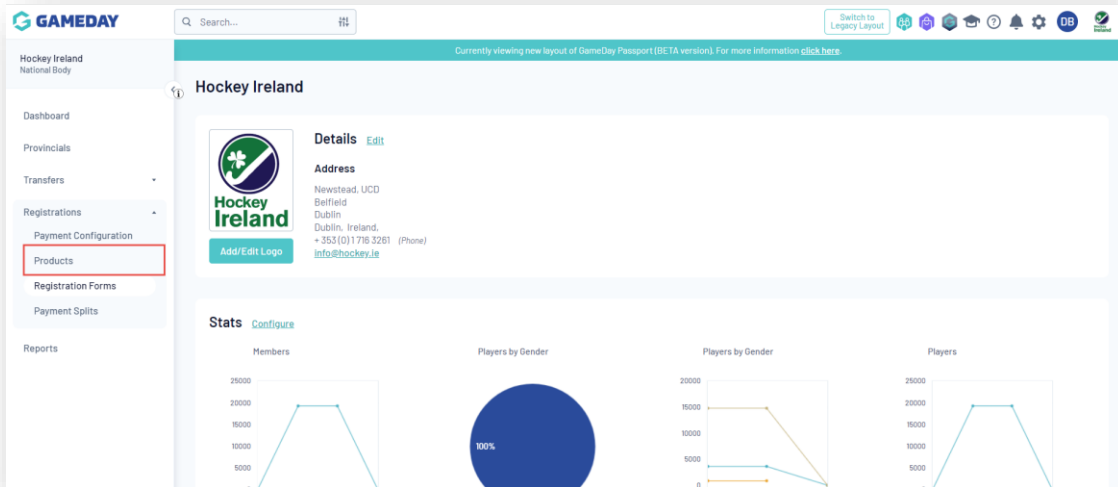 GAMEDAY
Search...
Switch to
Legacy Layout
DB
Currently viewing new layout of GameDay Passport (BETA version). For more information click here.
Hockey Ireland
National Body
Dashboard
Provincials
Transfers
Registrations
Payment Configuration
Products
Registration Forms
Payment Splits
Reports
Hockey Ireland
Hockey
Ireland
Add/Edit Logo
Details Edit
Address
Newstead, UCD
Belfield
Dublin
Dublin, Ireland,
+ 353 (0) 1 716 3261 (Phone)
info@hockey.ie
Stats Configure
Members
25000
20000
15000
10000
5000
Players by Gender
100%
Players by Gender
20000
15000
10000
5000
0
Players
25000
20000
15000
10000
5000